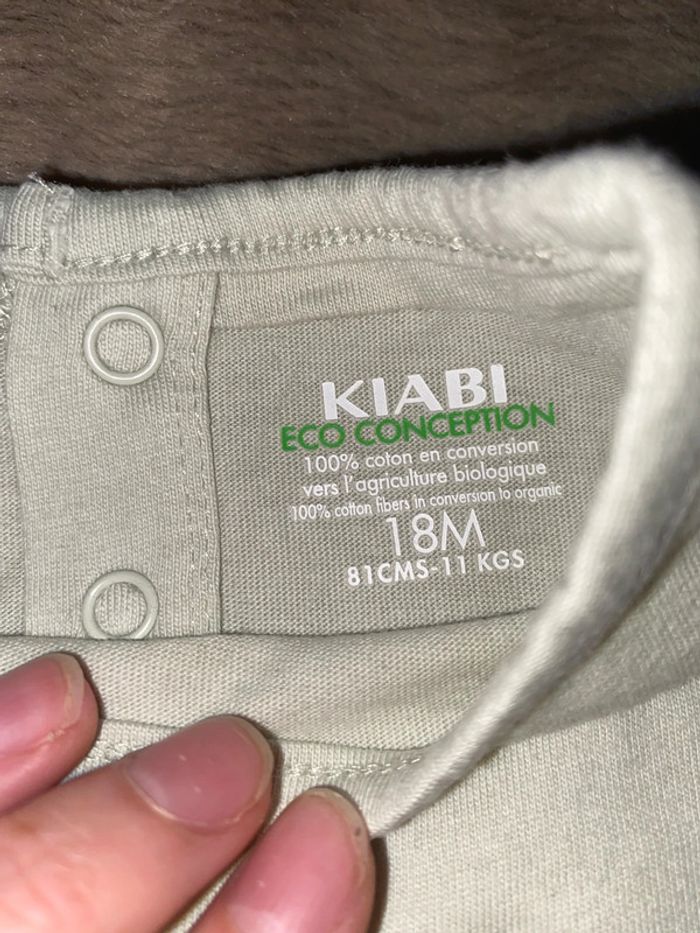 KIABI
ECO CONCEPTION
100% coton en conversion
vers l'agriculture biologique
100% cotton fibers in conversion to organic
18M
81CMS-11 KGS